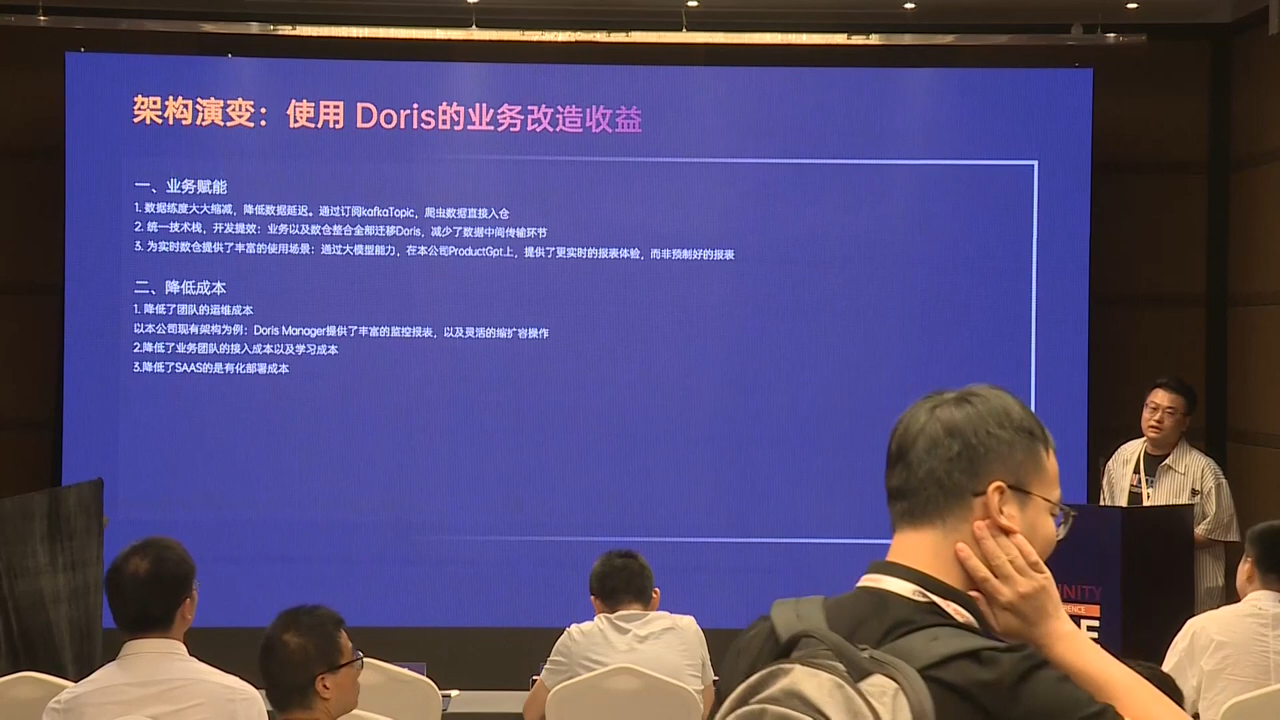 架构演变：使用 Doris的业务改造收益
一、业务赋能
1. 数据练度大大缩减，降低数据延迟。通过订阅kafkaTopic，爬虫数据直接入仓
2. 统一技术栈，开发提效：业务以及数仓整合全部迁移Doris，减少了数据中间传输环节
3. 为实时数仓提供了丰富的使用场景：通过大模型能力，在本公司ProductGpt上，提供了更实时的报表体验，而非预制好的报表
二、降低成本
1. 降低了团队的运维成本
以本公司现有架构为例：Doris Manager提供了丰富的监控报表，以及灵活的缩扩容操作
2.降低了业务团队的接入成本以及学习成本
3.降低了SAAS的是有化部署成本